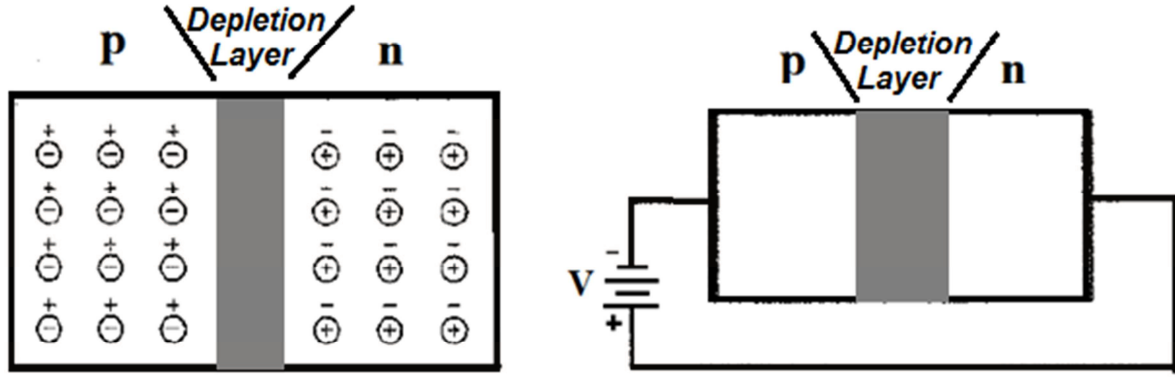 Depletion
Layer
p
n
+ + +
− − −
− − −
+ + +
+ + +
− − −
− − −
+ + +
+ + +
− − −
− − −
+ + +
+ + +
− − −
− − −
+ + +
Depletion
Layer
p
n
−
V
+